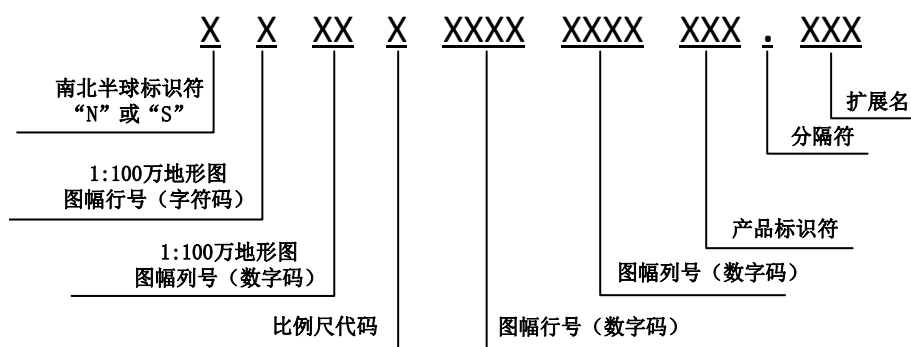 X X XX X XXXX XXXX XXX . XXX
南北半球标识符
“N”或“S”
扩展名
分隔符
1:100万地形图
图幅行号（字符码）
产品标识符
1:100万地形图
图幅列号（数字码）
图幅列号（数字码）
比例尺代码
图幅行号（数字码）